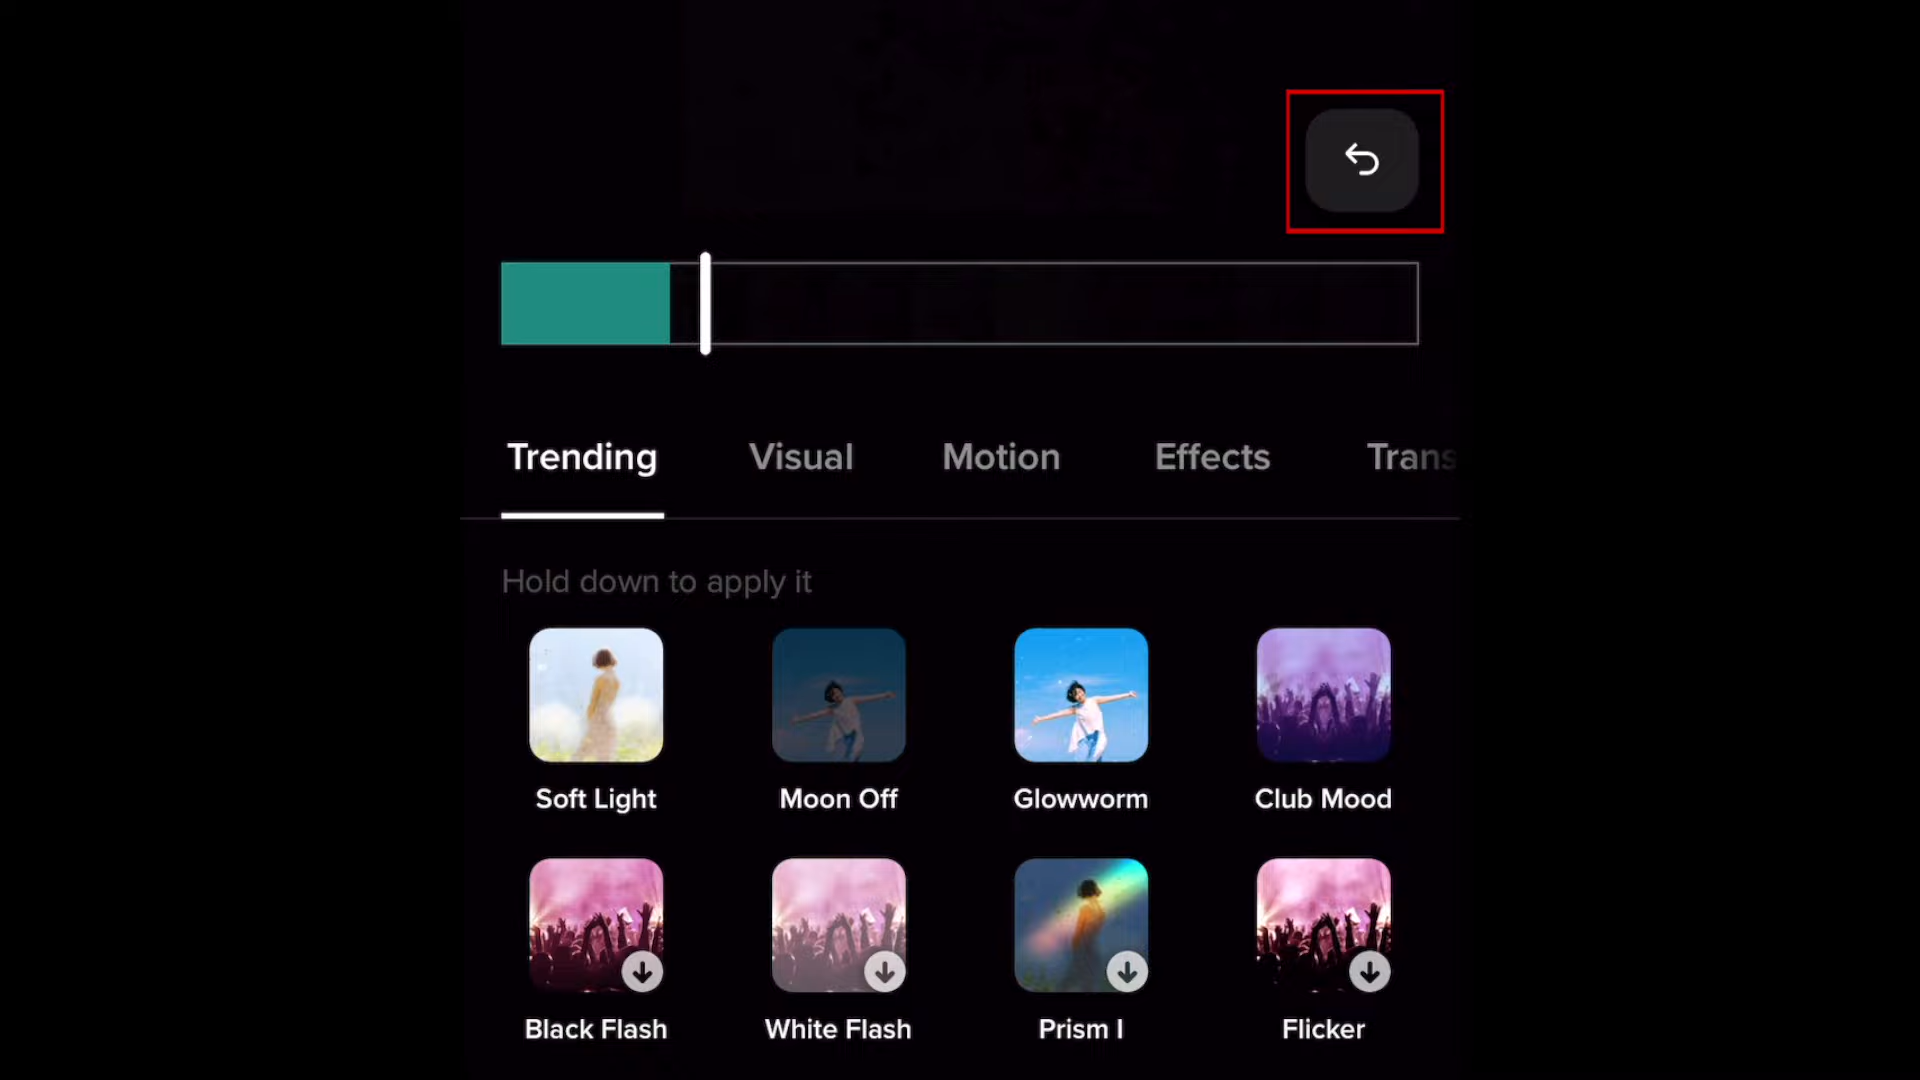 Trending Visual Motion Effects Trans
Hold down to apply it
Soft Light Moon Off Glowworm Club Mood
Black Flash White Flash Prism I Flicker